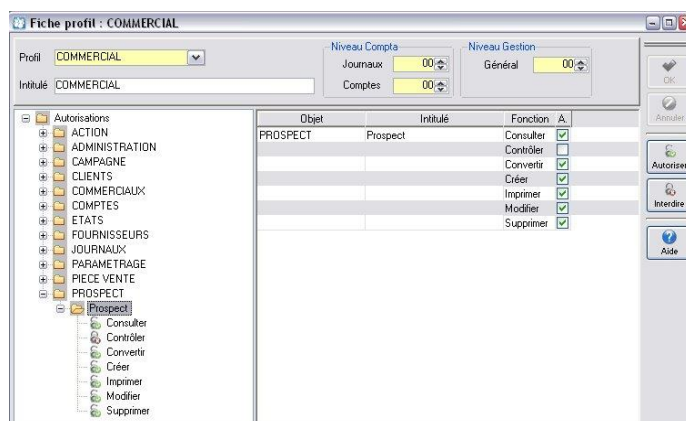 Fiche profit : COMMERCIAL
Niveau Compta
Niveau Gestion
Profil COMMERCIAL
Journaux 00
Général 00
Intitulé COMMERCIAL
Comptes 00
OK
Annuler
Autoriser
Interdire
Aide
Autorisations
ACTION
ADMINISTRATION
CAMPAGNE
CLIENTS
COMMERCIAUX
COMPTES
ETATS
FOURNISSEURS
JOURNAUX
PARAMETRAGE
PIECE VENTE
PROSPECT
Prospect
Consulter
Contrôler
Convertir
Créer
Imprimer
Modifier
Supprimer
Objet Intitulé Fonction A.
PROSPECT Prospect Consulter
Contrôler
Convertir
Créer
Imprimer
Modifier
Supprimer